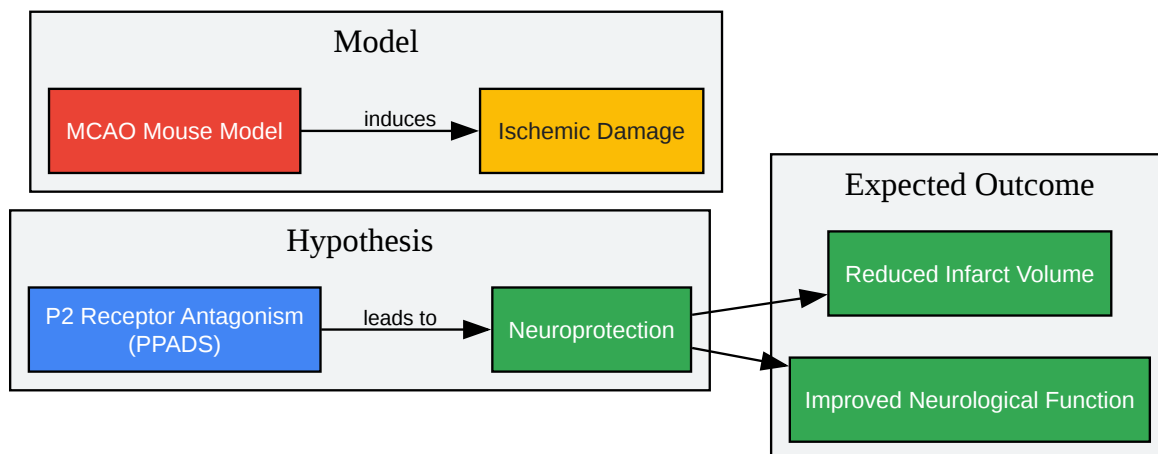 Model
MCAO Mouse Model
induces
Ischemic Damage
Hypothesis
P2 Receptor Antagonism
(PPADS)
leads to
Neuroprotection
Expected Outcome
Reduced Infarct Volume
Improved Neurological Function